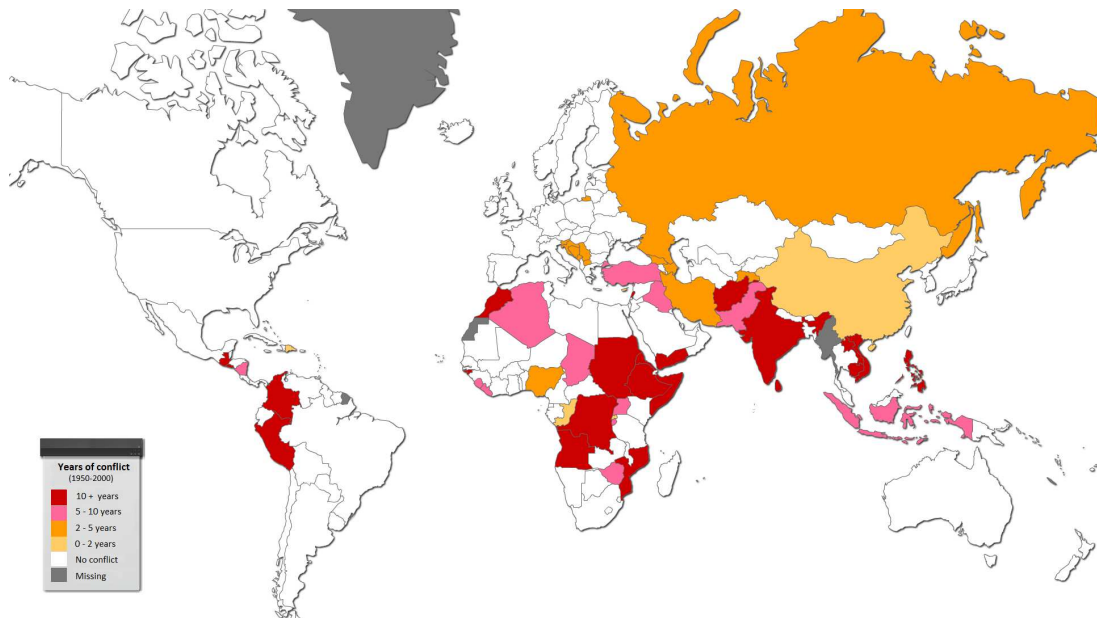 Years of conflict
(1950-2000)
10 + years
5 - 10 years
2 - 5 years
0 - 2 years
No conflict
Missing